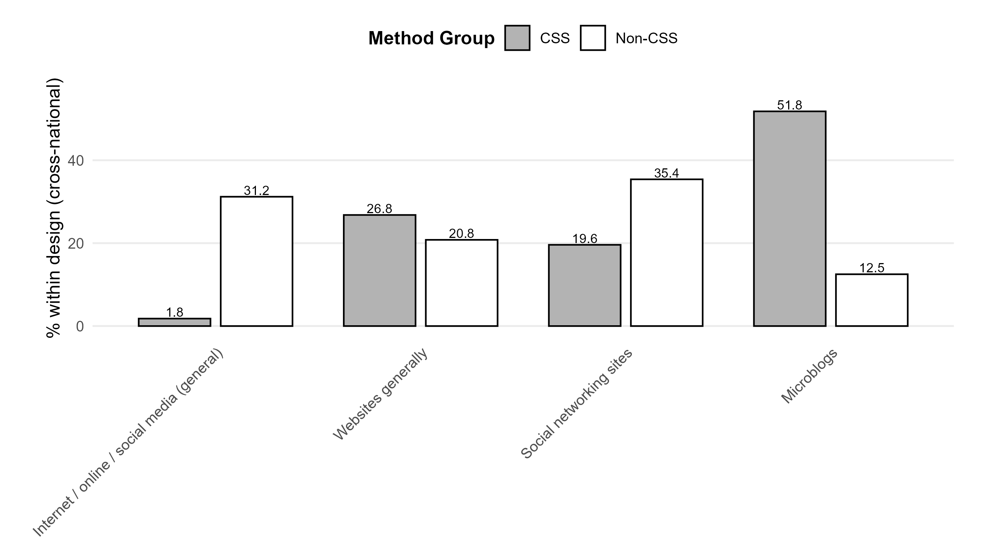 Method Group CSS Non-CSS
% within design (cross-national)
40
20
0
1.8
31.2
26.8
20.8
19.6
35.4
51.8
12.5
Internet / online / social media (general)
Websites generally
Social networking sites
Microblogs